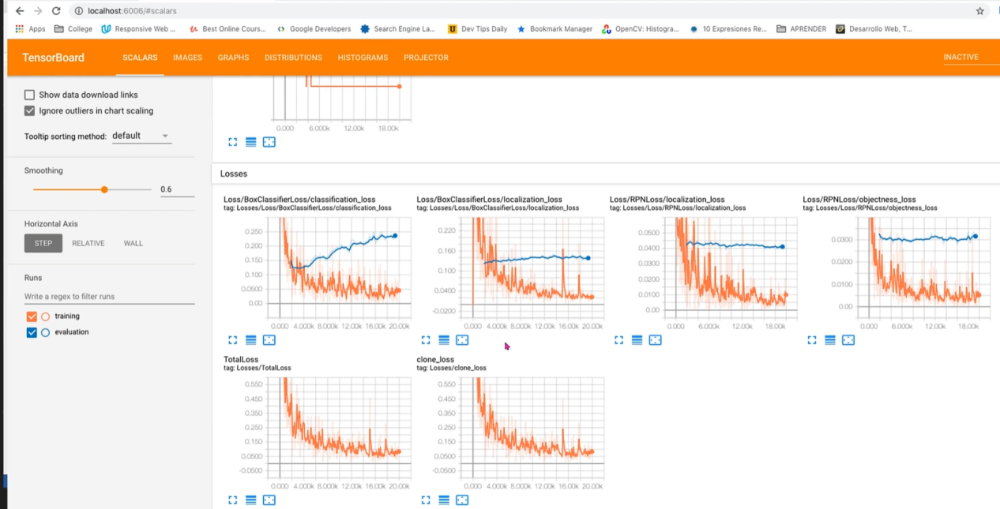 localhost:6006/#scalars
Apps College Responsive Web ... Best Online Cours... Google Developers Search Engine La... Dev Tips Daily Bookmark Manager OpenCV: Histogra... 10 Expresiones Re... APRENDER Desarollo Web, T...
TensorBoard SCALARS IMAGES GRAPHS DISTRIBUTIONS HISTOGRAMS PROJECTOR INACTIVE
Show data download links
Ignore outliers in chart scaling
Tooltip sorting method: default
Smoothing
0.6
Horizontal Axis
STEP RELATIVE WALL
Runs
Write a regex to filter runs
training
evaluation
0.000 6.000k 12.00k 18.00k
Losses
Loss/BoxClassifierLoss/classification_loss
tag: Losses/Loss/BoxClassifierLoss/classification_loss
0.250
0.200
0.150
0.100
0.0500
0.00
0.000 4.000k 8.000k 12.00k 16.00k 20.00k
Loss/BoxClassifierLoss/localization_loss
tag: Losses/Loss/BoxClassifierLoss/localization_loss
0.220
0.160
0.100
0.0400
-0.0200
0.000 4.000k 8.000k 12.00k 16.00k 20.00k
Loss/RPNLoss/localization_loss
tag: Losses/Loss/RPNLoss/localization_loss
0.0500
0.0400
0.0300
0.0200
0.0100
0.00
0.000 6.000k 12.00k 18.00k
Loss/RPNLoss/objectness_loss
tag: Losses/Loss/RPNLoss/objectness_loss
0.0300
0.0200
0.0100
0.00
0.000 6.000k 12.00k 18.00k
TotalLoss
tag: Losses/TotalLoss
0.550
0.450
0.350
0.250
0.150
0.0500
-0.0500
0.000 4.000k 8.000k 12.00k 16.00k 20.00k
clone_loss
tag: Losses/clone_loss
0.550
0.450
0.350
0.250
0.150
0.0500
-0.0500
0.000 4.000k 8.000k 12.00k 16.00k 20.00k